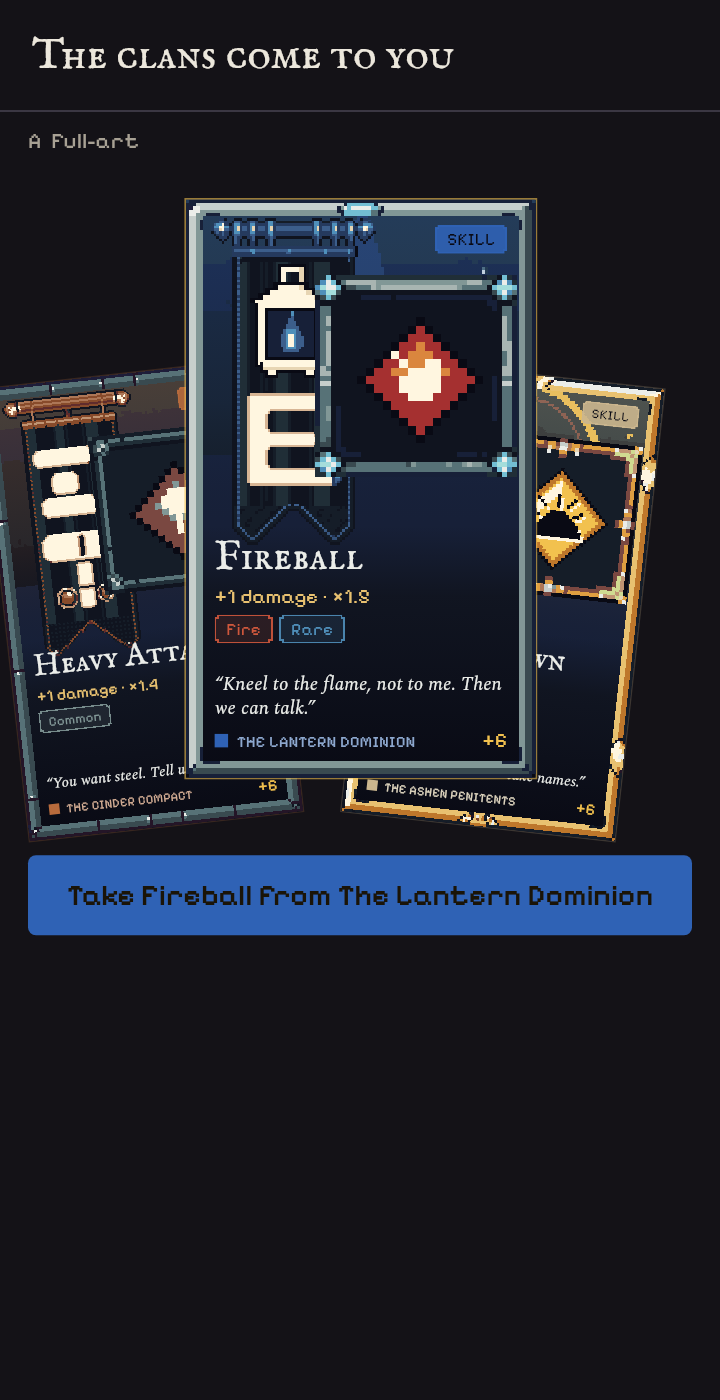 The clans come to you
A Full-art
SKILL
E
Fireball
+1 damage · ×1.8
Fire
Rare
“Kneel to the flame, not to me. Then
we can talk.”
THE LANTERN DOMINION
+6
Heavy
+1 damage · ×1.4
Common
“You want steel. Tell
THE CINDER COMPACT
+6
SKILL
names.”
THE ASHEN PENITENTS
+6
Take Fireball From The Lantern Dominion